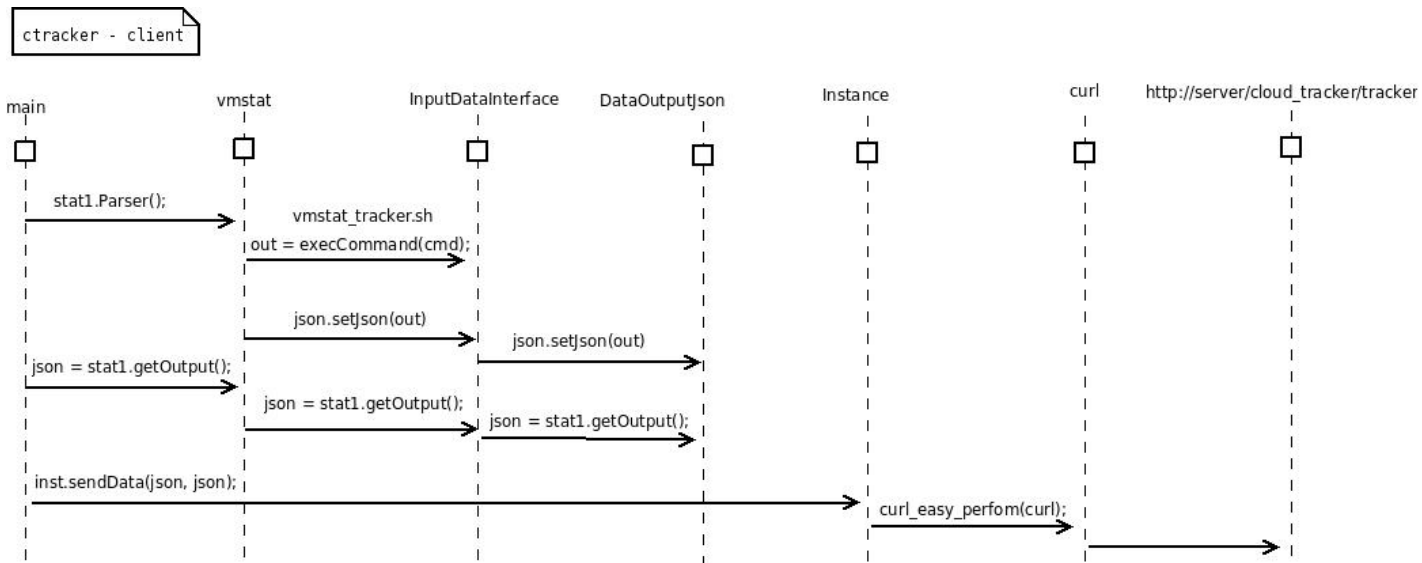 ctracker - client
main
vmstat
InputDataInterface
DataOutputJson
Instance
curl
http://server/cloud_tracker/tracker
stat1.Parser();
vmstat_tracker.sh
out = execCommand(cmd);
json.setJson(out)
json.setJson(out)
json = stat1.getOutput();
json = stat1.getOutput();
json = stat1.getOutput();
inst.sendData(json, json);
curl_easy_perfom(curl);